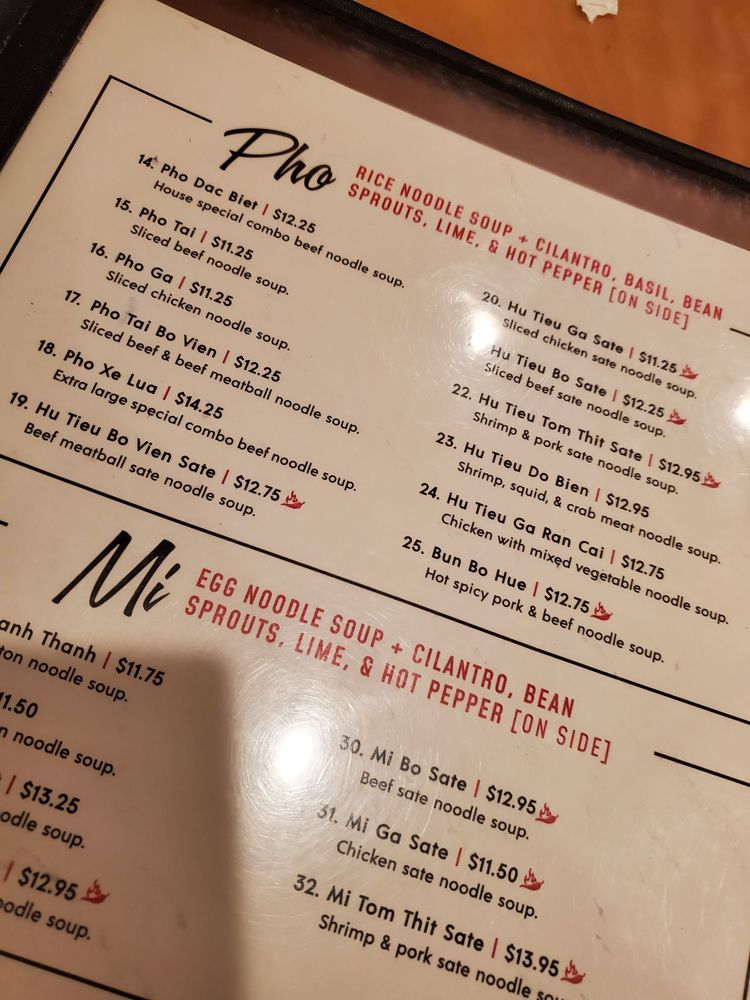 Pho
RICE NOODLE SOUP + CILANTRO, BASIL, BEAN
SPROUTS, LIME, & HOT PEPPER [ON SIDE]
14. Pho Dac Biet | $12.25
House special combo beef noodle soup.
15. Pho Tai | $11.25
Sliced beef noodle soup.
16. Pho Ga | $11.25
Sliced chicken noodle soup.
17. Pho Tai Bo Vien | $12.25
Sliced beef & beef meatball noodle soup.
18. Pho Xe Lua | $14.25
Extra large special combo beef noodle soup.
19. Hu Tieu Bo Vien Sate | $12.75
Beef meatball sate noodle soup.
20. Hu Tieu Ga Sate | $11.25
Sliced chicken sate noodle soup.
Hu Tieu Bo Sate | $12.25
Sliced beef sate noodle soup.
22. Hu Tieu Tom Thit Sate | $12.95
Shrimp & pork sate noodle soup.
23. Hu Tieu Do Bien | $12.95
Shrimp, squid, & crab meat noodle soup.
24. Hu Tieu Ga Ran Cai | $12.75
Chicken with mixed vegetable noodle soup.
25. Bun Bo Hue | $12.75
Hot spicy pork & beef noodle soup.
Mi
EGG NOODLE SOUP + CILANTRO, BEAN
SPROUTS, LIME, & HOT PEPPER [ON SIDE]
anh Thanh | $11.75
ton noodle soup.
11.50
n noodle soup.
| $13.25
odle soup.
| $12.95
oodle soup.
30. Mi Bo Sate | $12.95
Beef sate noodle soup.
31. Mi Ga Sate | $11.50
Chicken sate noodle soup.
32. Mi Tom Thit Sate | $13.95
Shrimp & pork sate noodle sou